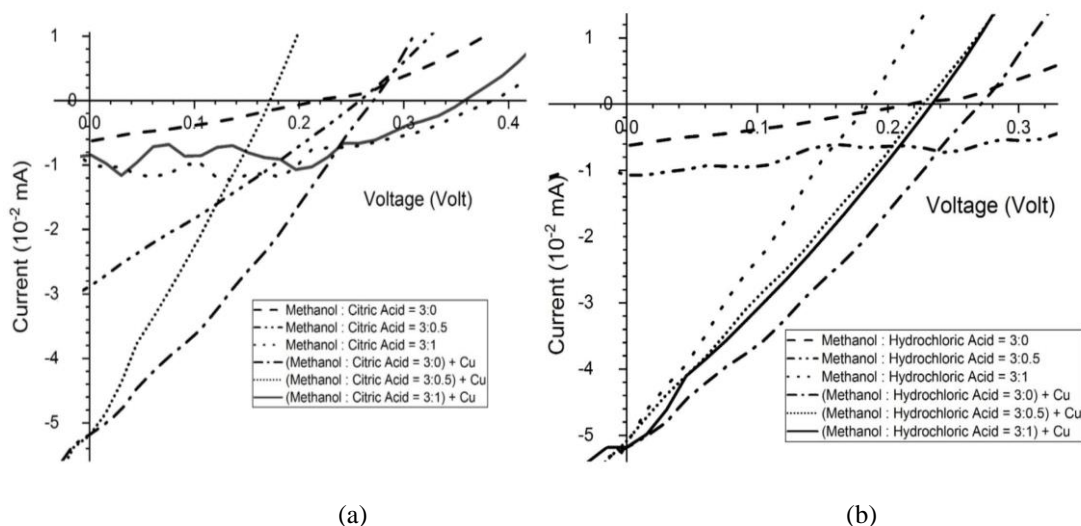 1
0
0.0
0.1
0.2
0.3
0.4
-1
-2
-3
-4
-5
Current (10⁻² mA)
Voltage (Volt)
Methanol : Citric Acid = 3:0
Methanol : Citric Acid = 3:0.5
Methanol : Citric Acid = 3:1
(Methanol : Citric Acid = 3:0) + Cu
(Methanol : Citric Acid = 3:0.5) + Cu
(Methanol : Citric Acid = 3:1) + Cu
(a)
1
0
0.0
0.1
0.2
0.3
-1
-2
-3
-4
-5
Current (10⁻² mA)
Voltage (Volt)
Methanol : Hydrochloric Acid = 3:0
Methanol : Hydrochloric Acid = 3:0.5
Methanol : Hydrochloric Acid = 3:1
(Methanol : Hydrochloric Acid = 3:0) + Cu
(Methanol : Hydrochloric Acid = 3:0.5) + Cu
(Methanol : Hydrochloric Acid = 3:1) + Cu
(b)